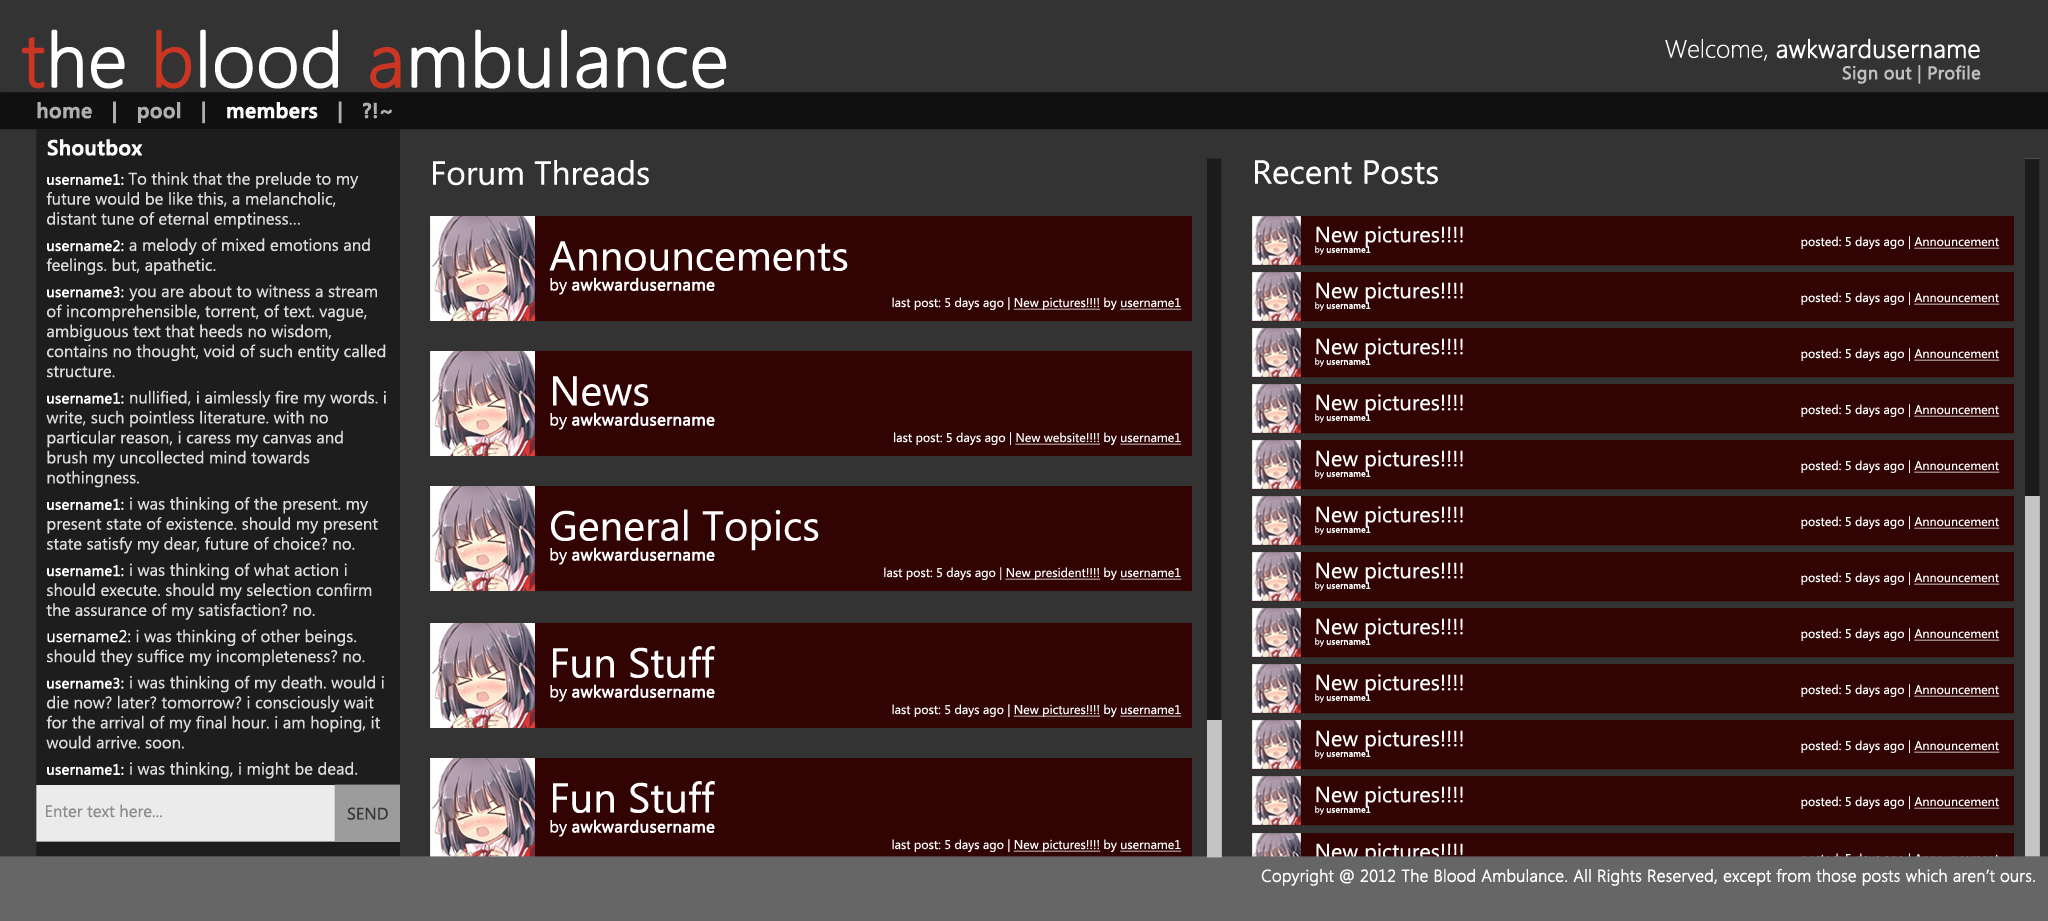 the blood ambulance
Welcome, awkwardusername
Sign out | Profile
home | pool | members | ?!~
Shoutbox
username1: To think that the prelude to my
future would be like this, a melancholic,
distant tune of eternal emptiness...
username2: a melody of mixed emotions and
feelings. but, apathetic.
username3: you are about to witness a stream
of incomprehensible, torrent, of text. vague,
ambiguous text that heeds no wisdom,
contains no thought, void of such entity called
structure.
username1: nullified, i aimlessly fire my words. i
write, such pointless literature. with no
particular reason, i caress my canvas and
brush my uncollected mind towards
nothingness.
username1: i was thinking of the present. my
present state of existence. should my present
state satisfy my dear, future of choice? no.
username1: i was thinking of what action i
should execute. should my selection confirm
the assurance of my satisfaction? no.
username2: i was thinking of other beings.
should they suffice my incompleteness? no.
username3: i was thinking of my death. would i
die now? later? tomorrow? i consciously wait
for the arrival of my final hour. i am hoping, it
would arrive. soon.
username1: i was thinking, i might be dead.
Enter text here...
SEND
Forum Threads
Announcements
by awkwardusername
last post: 5 days ago | New pictures!!!! by username1
News
by awkwardusername
last post: 5 days ago | New website!!!! by username1
General Topics
by awkwardusername
last post: 5 days ago | New president!!!! by username1
Fun Stuff
by awkwardusername
last post: 5 days ago | New pictures!!!! by username1
Fun Stuff
by awkwardusername
last post: 5 days ago | New pictures!!!! by username1
Recent Posts
New pictures!!!!
by username1
posted: 5 days ago | Announcement
New pictures!!!!
by username1
posted: 5 days ago | Announcement
New pictures!!!!
by username1
posted: 5 days ago | Announcement
New pictures!!!!
by username1
posted: 5 days ago | Announcement
New pictures!!!!
by username1
posted: 5 days ago | Announcement
New pictures!!!!
by username1
posted: 5 days ago | Announcement
New pictures!!!!
by username1
posted: 5 days ago | Announcement
New pictures!!!!
by username1
posted: 5 days ago | Announcement
New pictures!!!!
by username1
posted: 5 days ago | Announcement
New pictures!!!!
by username1
posted: 5 days ago | Announcement
New pictures!!!!
by username1
posted: 5 days ago | Announcement
New pictures!!!!
Copyright @ 2012 The Blood Ambulance. All Rights Reserved, except from those posts which aren't ours.